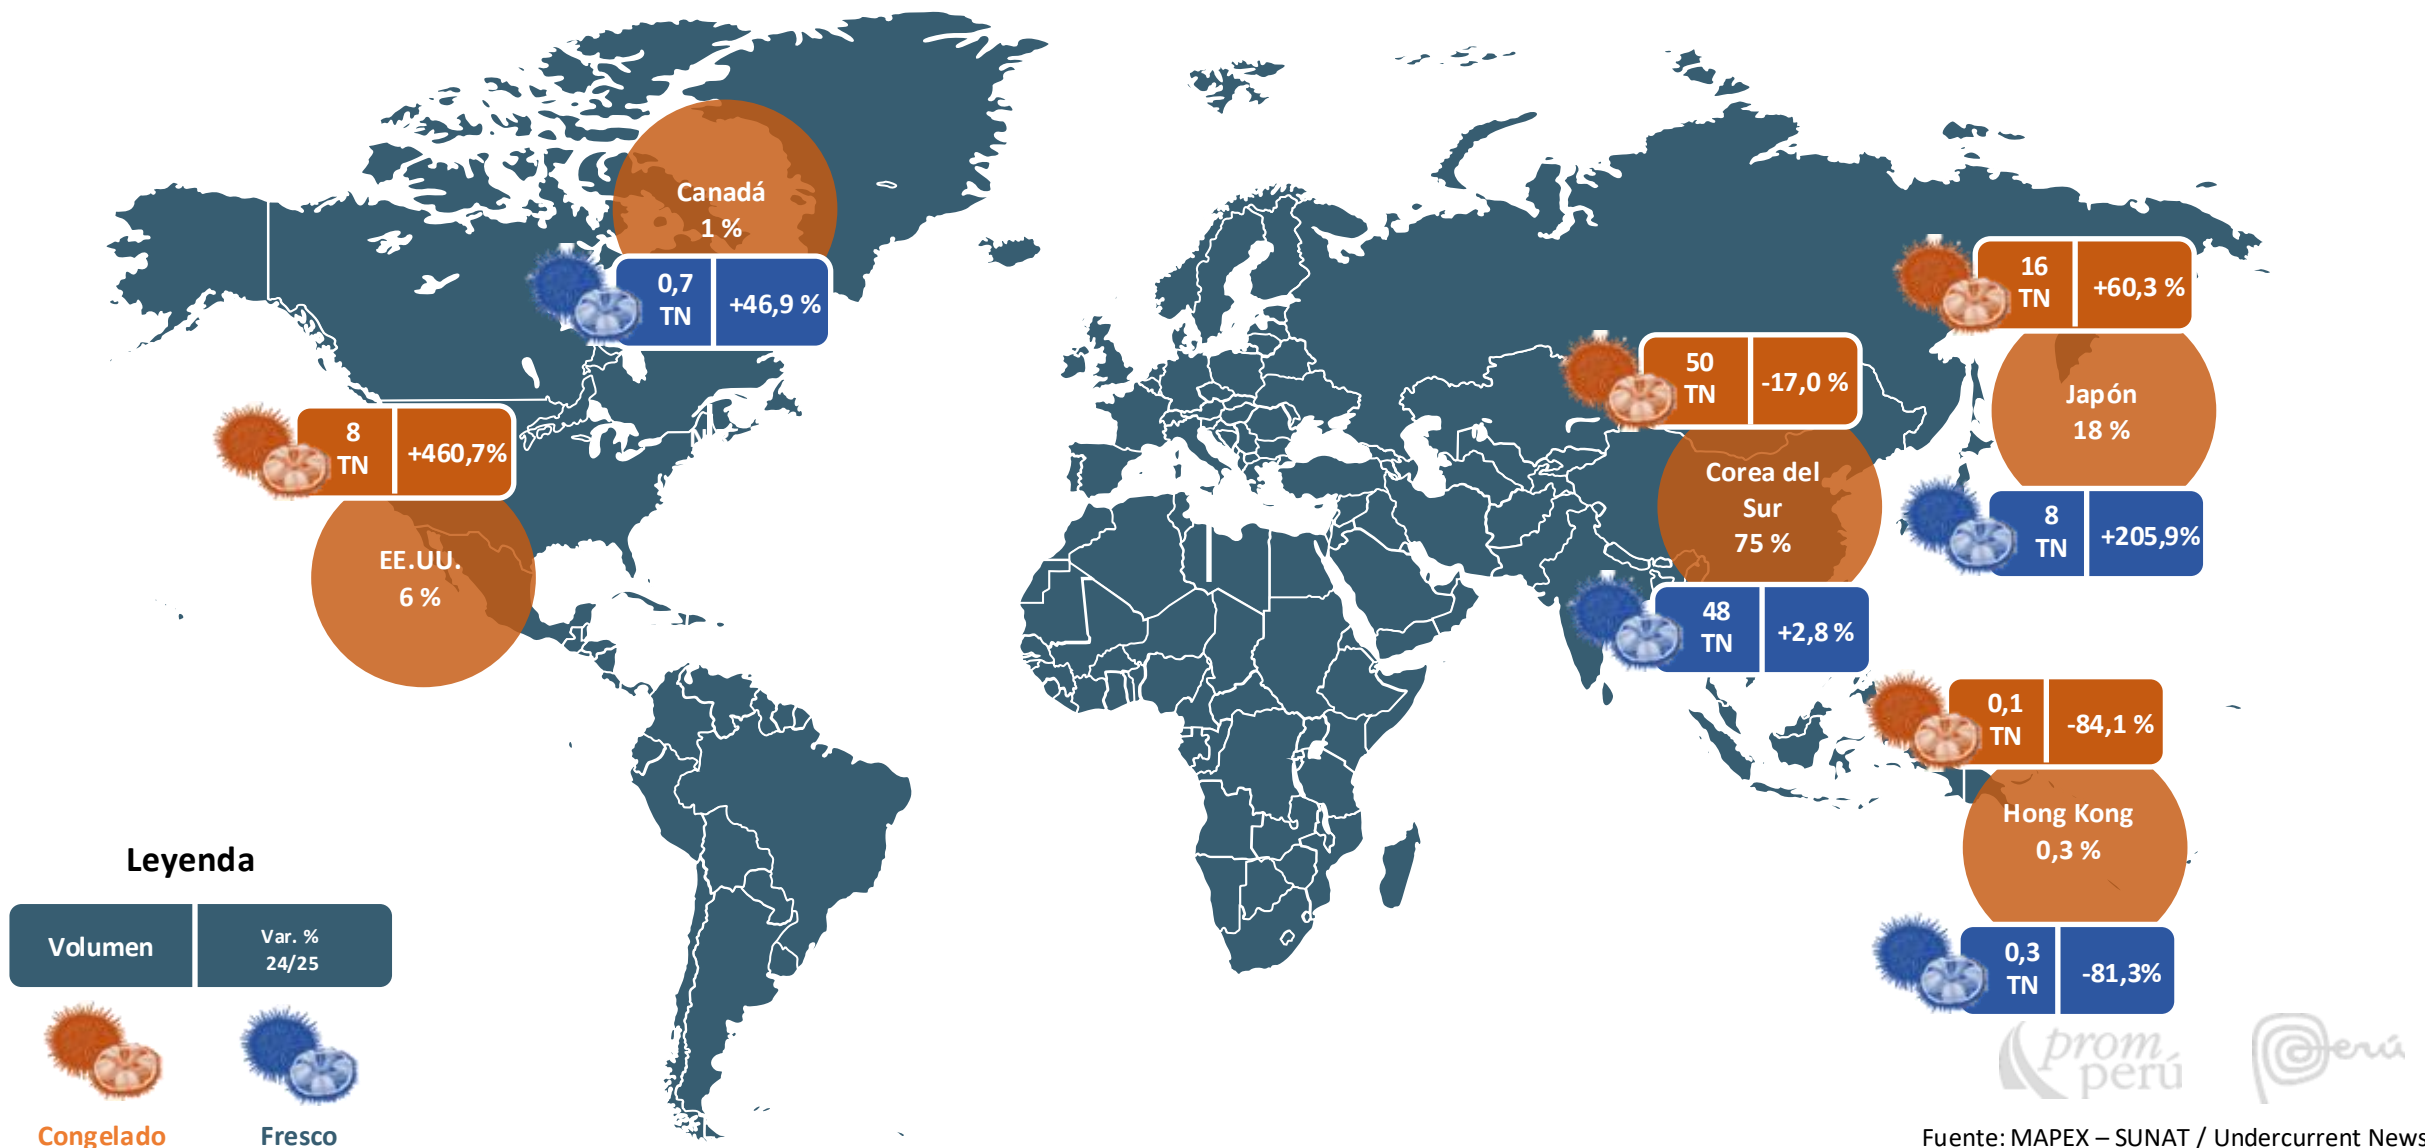 Canadá
1 %
0,7
TN
+46,9 %
8
TN
+460,7%
EE.UU.
6 %
16
TN
+60,3 %
Japón
18 %
8
TN
+205,9%
50
TN
-17,0 %
Corea del
Sur
75 %
48
TN
+2,8 %
0,1
TN
-84,1 %
Hong Kong
0,3 %
0,3
TN
-81,3%
Leyenda
Volumen
Var. %
24/25
Congelado
Fresco
prom
perú
Perú
Fuente: MAPEX – SUNAT / Undercurrent News